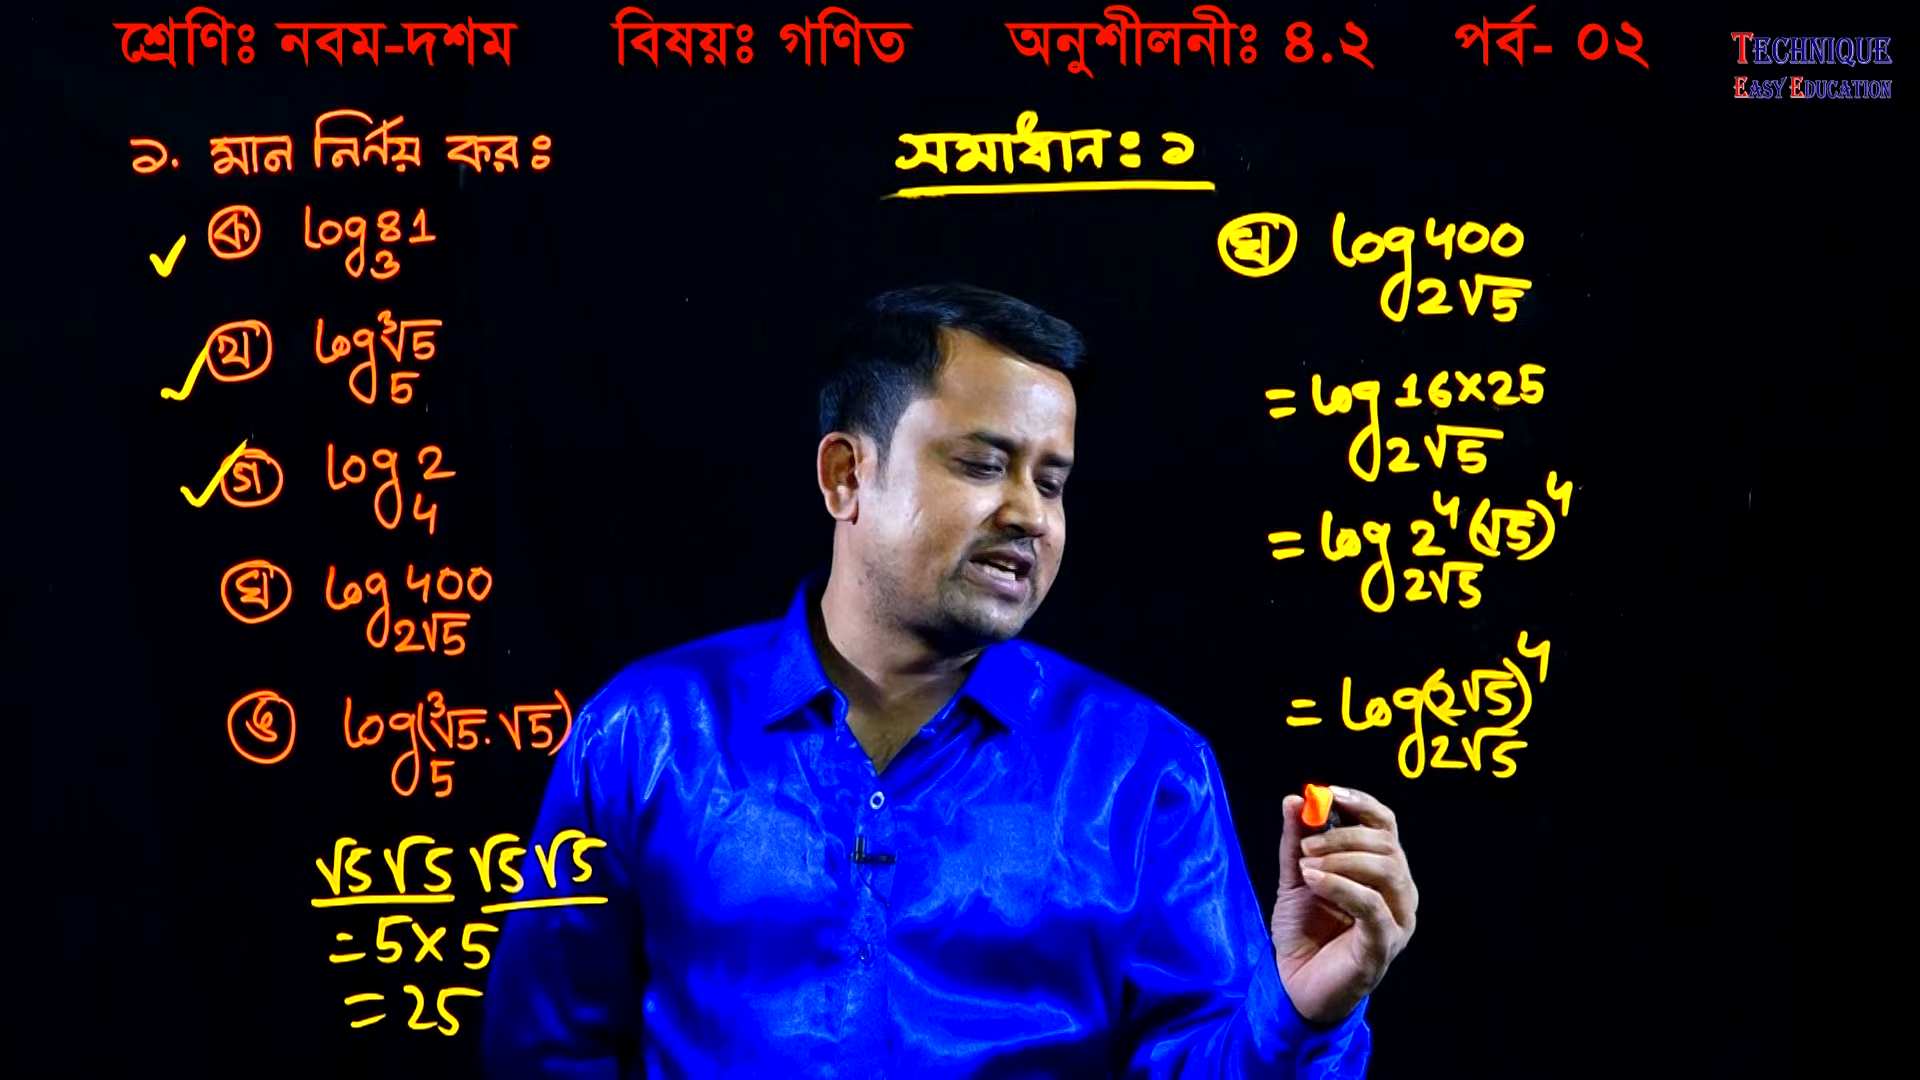 শ্রেণিঃ নবম-দশম বিষয়ঃ গণিত অনুশীলনীঃ ৪.২ পর্ব- ০২
TECHNIQUE
EASY EDUCATION
১. মান নির্ণয় করঃ
ক log₃81
খ log₅∛5
গ log₄2
ঘ log₂√5 400
ঙ log₅(∛5.√5)
√5 √5 √5 √5
= 5×5
= 25
সমাধান: ১
ঘ log₂√5 400
= log₂√5 16×25
= log₂√5 2⁴(√5)⁴
= log₂√5 (2√5)⁴